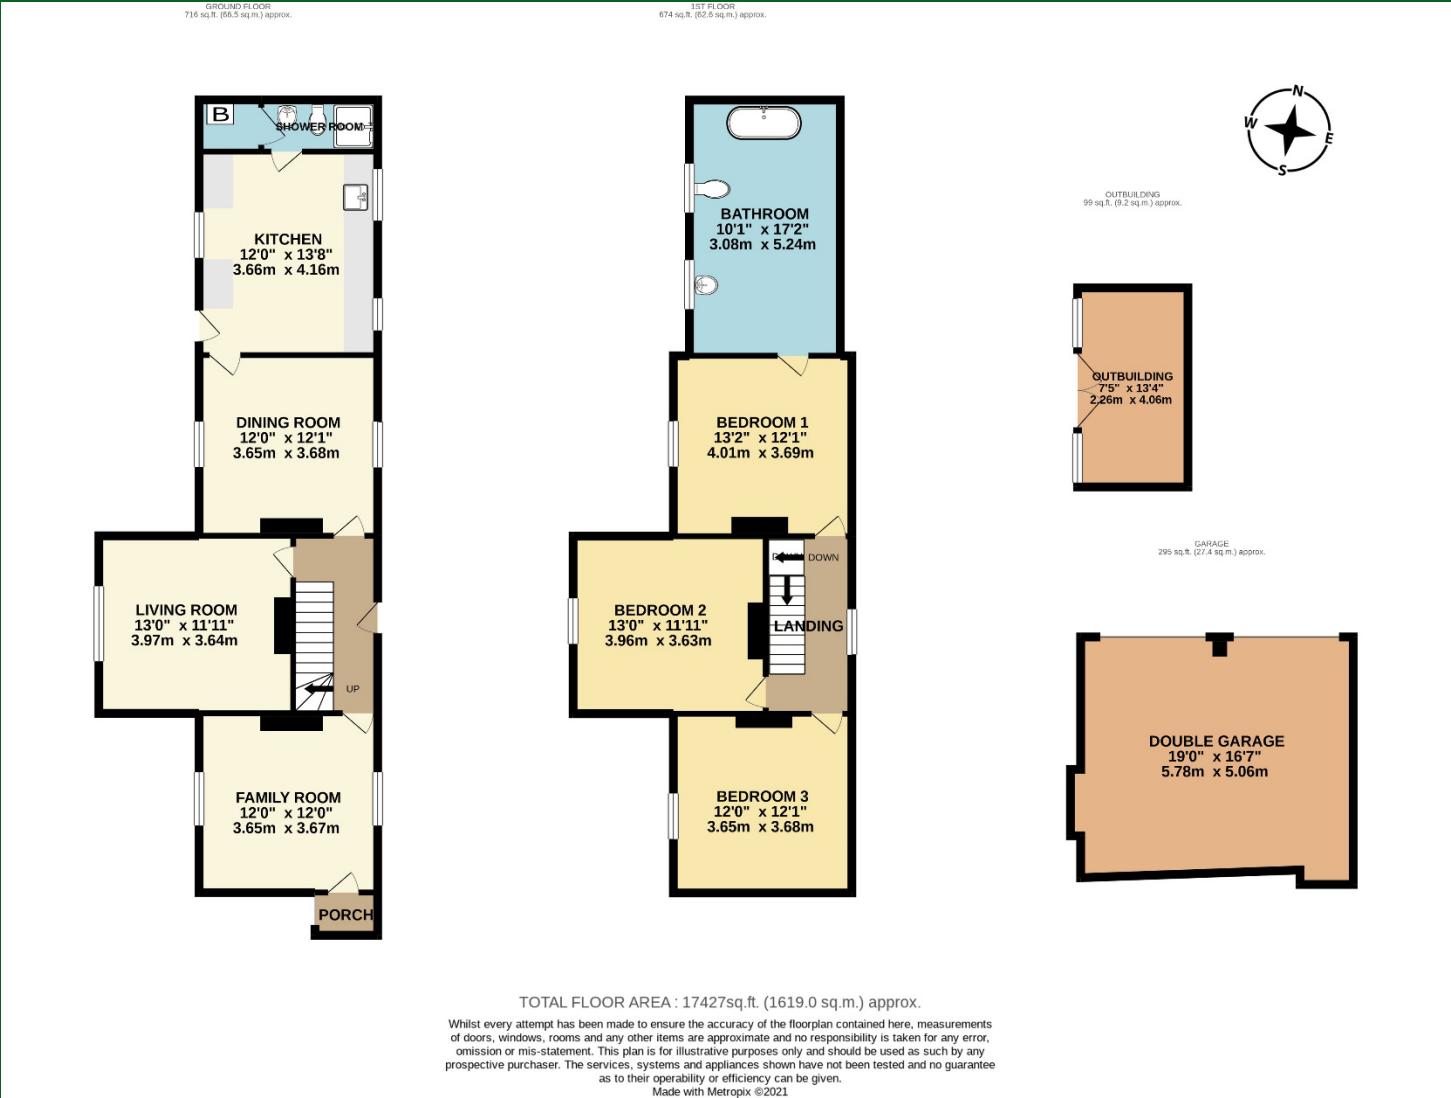 GROUND FLOOR
716 sq.ft. (66.5 sq.m.) approx.
1ST FLOOR
674 sq.ft. (62.6 sq.m.) approx.
B
SHOWER ROOM
KITCHEN
12'0" x 13'8"
3.66m x 4.16m
DINING ROOM
12'0" x 12'1"
3.65m x 3.68m
LIVING ROOM
13'0" x 11'11"
3.97m x 3.64m
UP
FAMILY ROOM
12'0" x 12'0"
3.65m x 3.67m
PORCH
BATHROOM
10'1" x 17'2"
3.08m x 5.24m
BEDROOM 1
13'2" x 12'1"
4.01m x 3.69m
DOWN
DOWN
BEDROOM 2
13'0" x 11'11"
3.96m x 3.63m
LANDING
BEDROOM 3
12'0" x 12'1"
3.65m x 3.68m
N
W
E
S
OUTBUILDING
99 sq.ft. (9.2 sq.m.) approx.
OUTBUILDING
7'5" x 13'4"
2.26m x 4.06m
GARAGE
295 sq.ft. (27.4 sq.m.) approx.
DOUBLE GARAGE
19'0" x 16'7"
5.78m x 5.06m
TOTAL FLOOR AREA : 17427sq.ft. (1619.0 sq.m.) approx.
Whilst every attempt has been made to ensure the accuracy of the floorplan contained here, measurements
of doors, windows, rooms and any other items are approximate and no responsibility is taken for any error,
omission or mis-statement. This plan is for illustrative purposes only and should be used as such by any
prospective purchaser. The services, systems and appliances shown have not been tested and no guarantee
as to their operability or efficiency can be given.
Made with Metropix ©2021